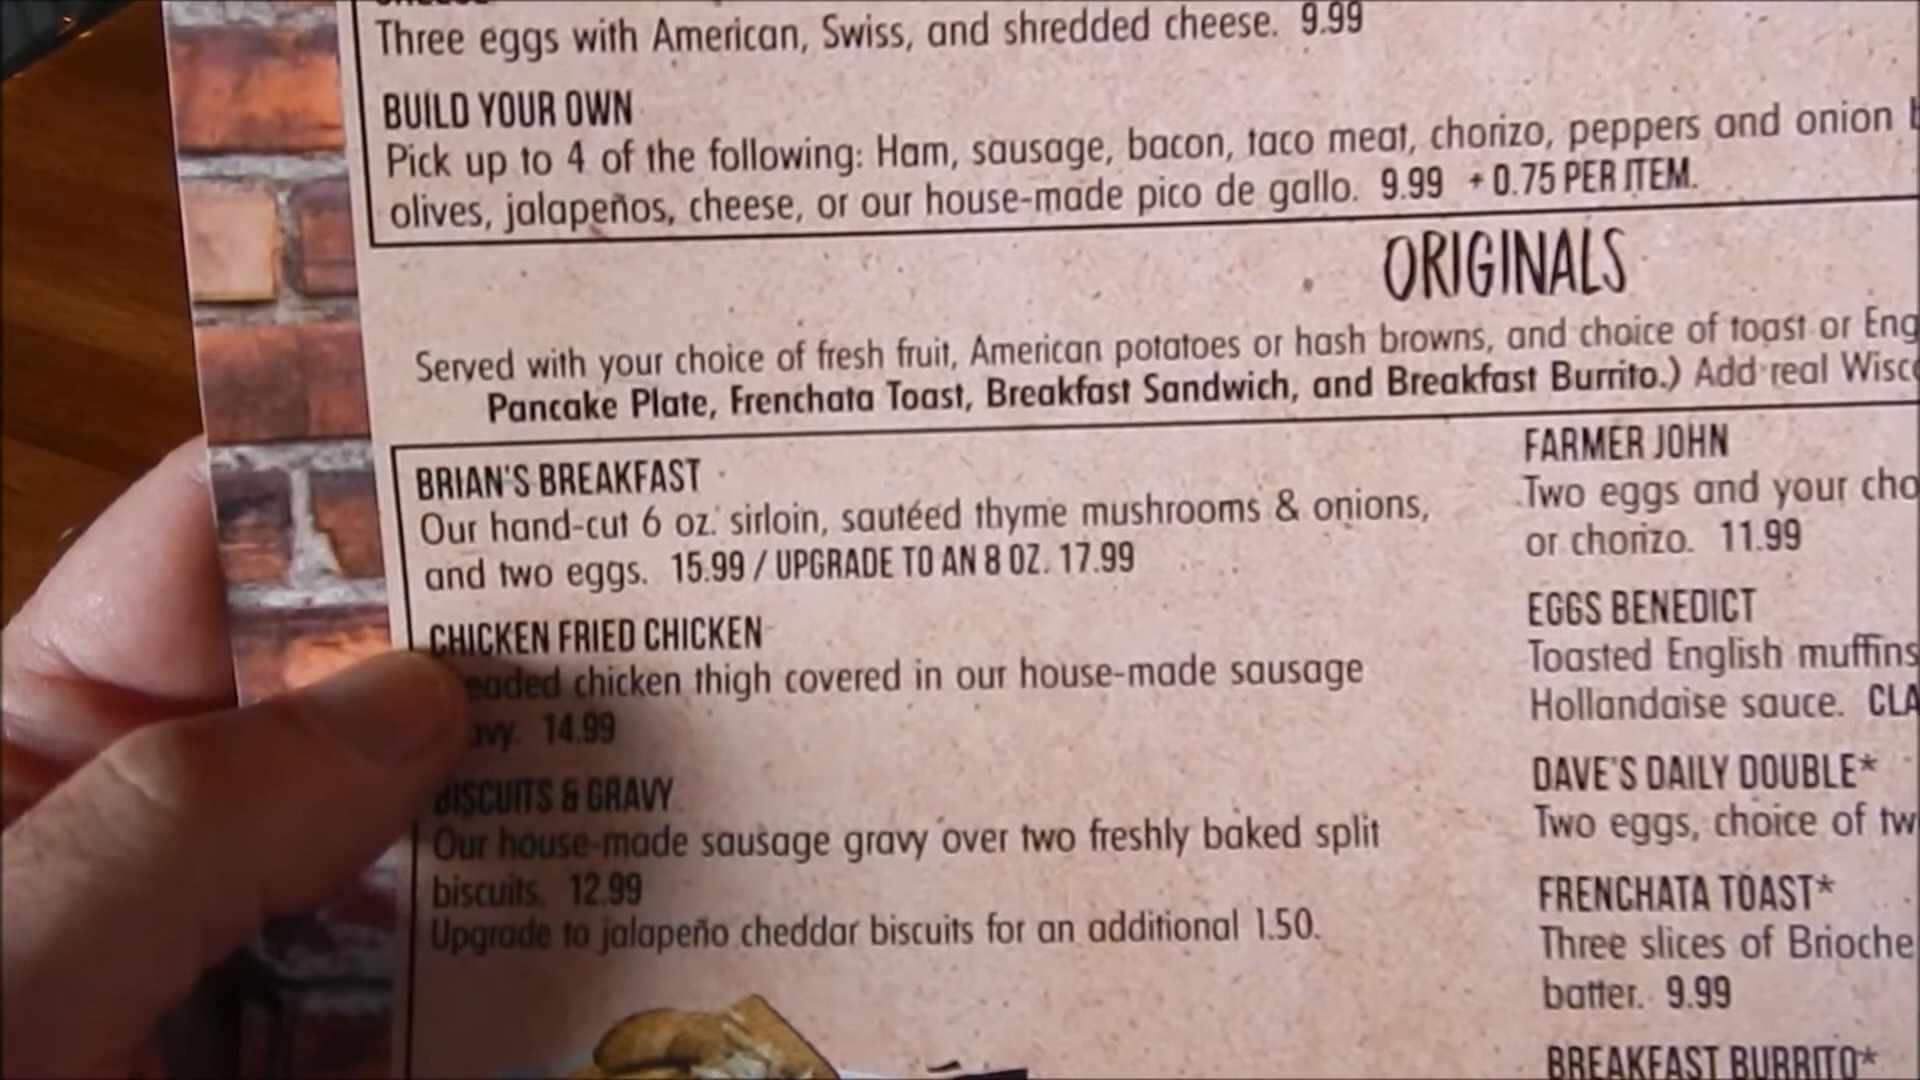 Three eggs with American, Swiss, and shredded cheese. 9.99
BUILD YOUR OWN
Pick up to 4 of the following: Ham, sausage, bacon, taco meat, chorizo, peppers and onion
olives, jalapeños, cheese, or our house-made pico de gallo. 9.99 + 0.75 PER ITEM.
ORIGINALS
Served with your choice of fresh fruit, American potatoes or hash browns, and choice of toast or Eng
Pancake Plate, Frenchata Toast, Breakfast Sandwich, and Breakfast Burrito.) Add real Wisc
BRIAN'S BREAKFAST
Our hand-cut 6 oz. sirloin, sautéed thyme mushrooms & onions,
and two eggs. 15.99 / UPGRADE TO AN 8 OZ. 17.99
CHICKEN FRIED CHICKEN
eaded chicken thigh covered in our house-made sausage
avy. 14.99
BISCUITS & GRAVY
Our house-made sausage gravy over two freshly baked split
biscuits. 12.99
Upgrade to jalapeño cheddar biscuits for an additional 1.50.
FARMER JOHN
Two eggs and your cho
or chorizo. 11.99
EGGS BENEDICT
Toasted English muffins
Hollandaise sauce. CLA
DAVE'S DAILY DOUBLE*
Two eggs, choice of tw
FRENCHATA TOAST*
Three slices of Brioche
batter. 9.99
BREAKFAST BURRITO*